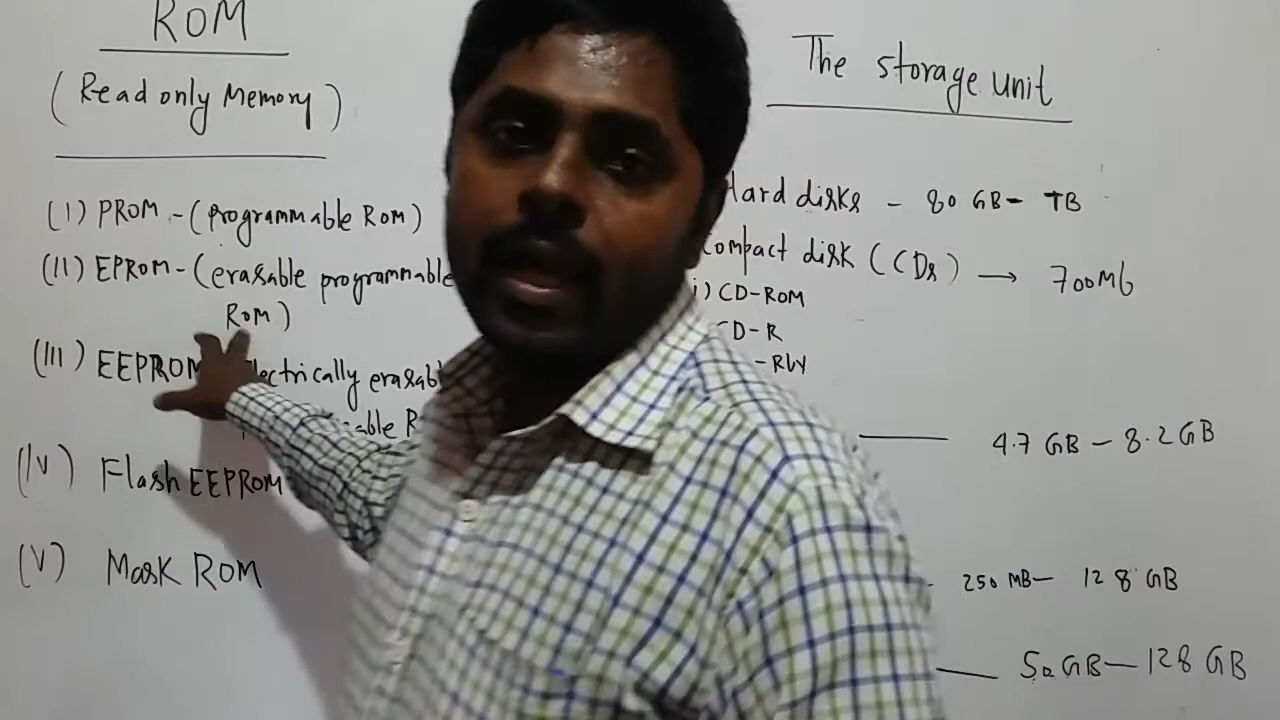 ROM
(Read only Memory)
(I) PROM - (programmable ROM)
(II) EPROM - (erasable programmable
ROM)
(III) EEPROM
(IV) Flash EEPROM
(V) Mask ROM
The storage unit
Hard disks - 80 GB - TB
Compact disk (CDs) → 700Mb
i) CD-ROM
CD-R
4.7 GB - 8.2 GB
250 MB - 128 GB
50 GB - 128 GB